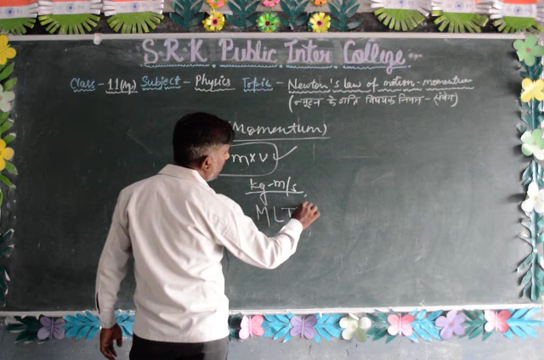 S.R.K. Public Inter College
Class - 11(A) Subject - Physics Topic - Newton's law of motion - momentum
(न्यूटन के गति विषयक नियम - संवेग)
(Momentum)
m×v
kg-m/s
MLT